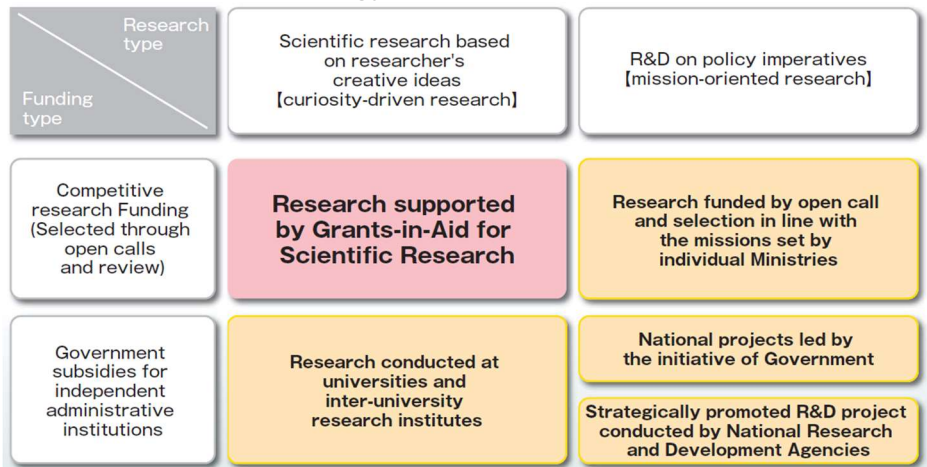 Research
type
Funding
type
Scientific research based
on researcher's
creative ideas
【curiosity-driven research】
R&D on policy imperatives
【mission-oriented research】
Competitive
research Funding
(Selected through
open calls
and review)
Research supported
by Grants-in-Aid for
Scientific Research
Research funded by open call
and selection in line with
the missions set by
individual Ministries
Government
subsidies for
independent
administrative
institutions
Research conducted at
universities and
inter-university
research institutes
National projects led by
the initiative of Government
Strategically promoted R&D project
conducted by National Research
and Development Agencies